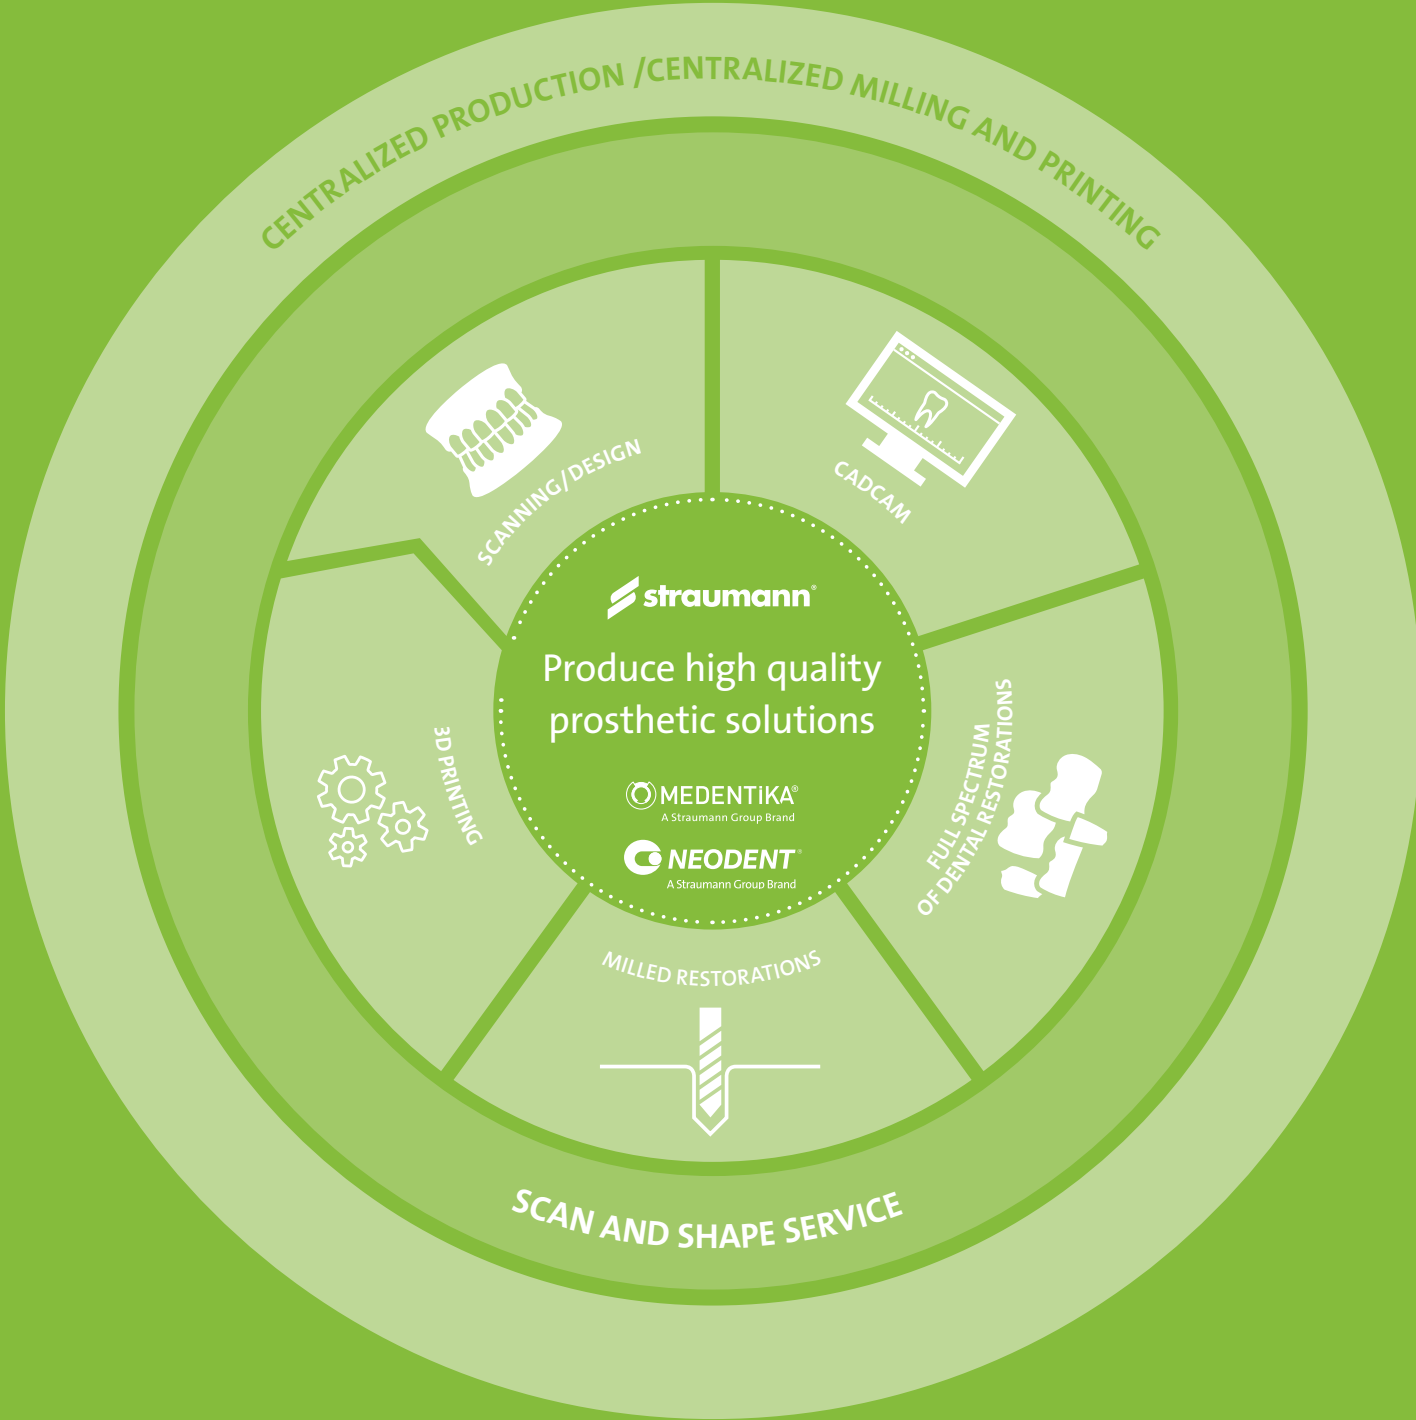 CENTRALIZED PRODUCTION /CENTRALIZED MILLING AND PRINTING
SCANNING/DESIGN
CADCAM
straumann®
Produce high quality
prosthetic solutions
MEDENTiKA®
A Straumann Group Brand
NEODENT®
A Straumann Group Brand
3D PRINTING
FULL SPECTRUM
OF DENTAL RESTORATIONS
MILLED RESTORATIONS
SCAN AND SHAPE SERVICE